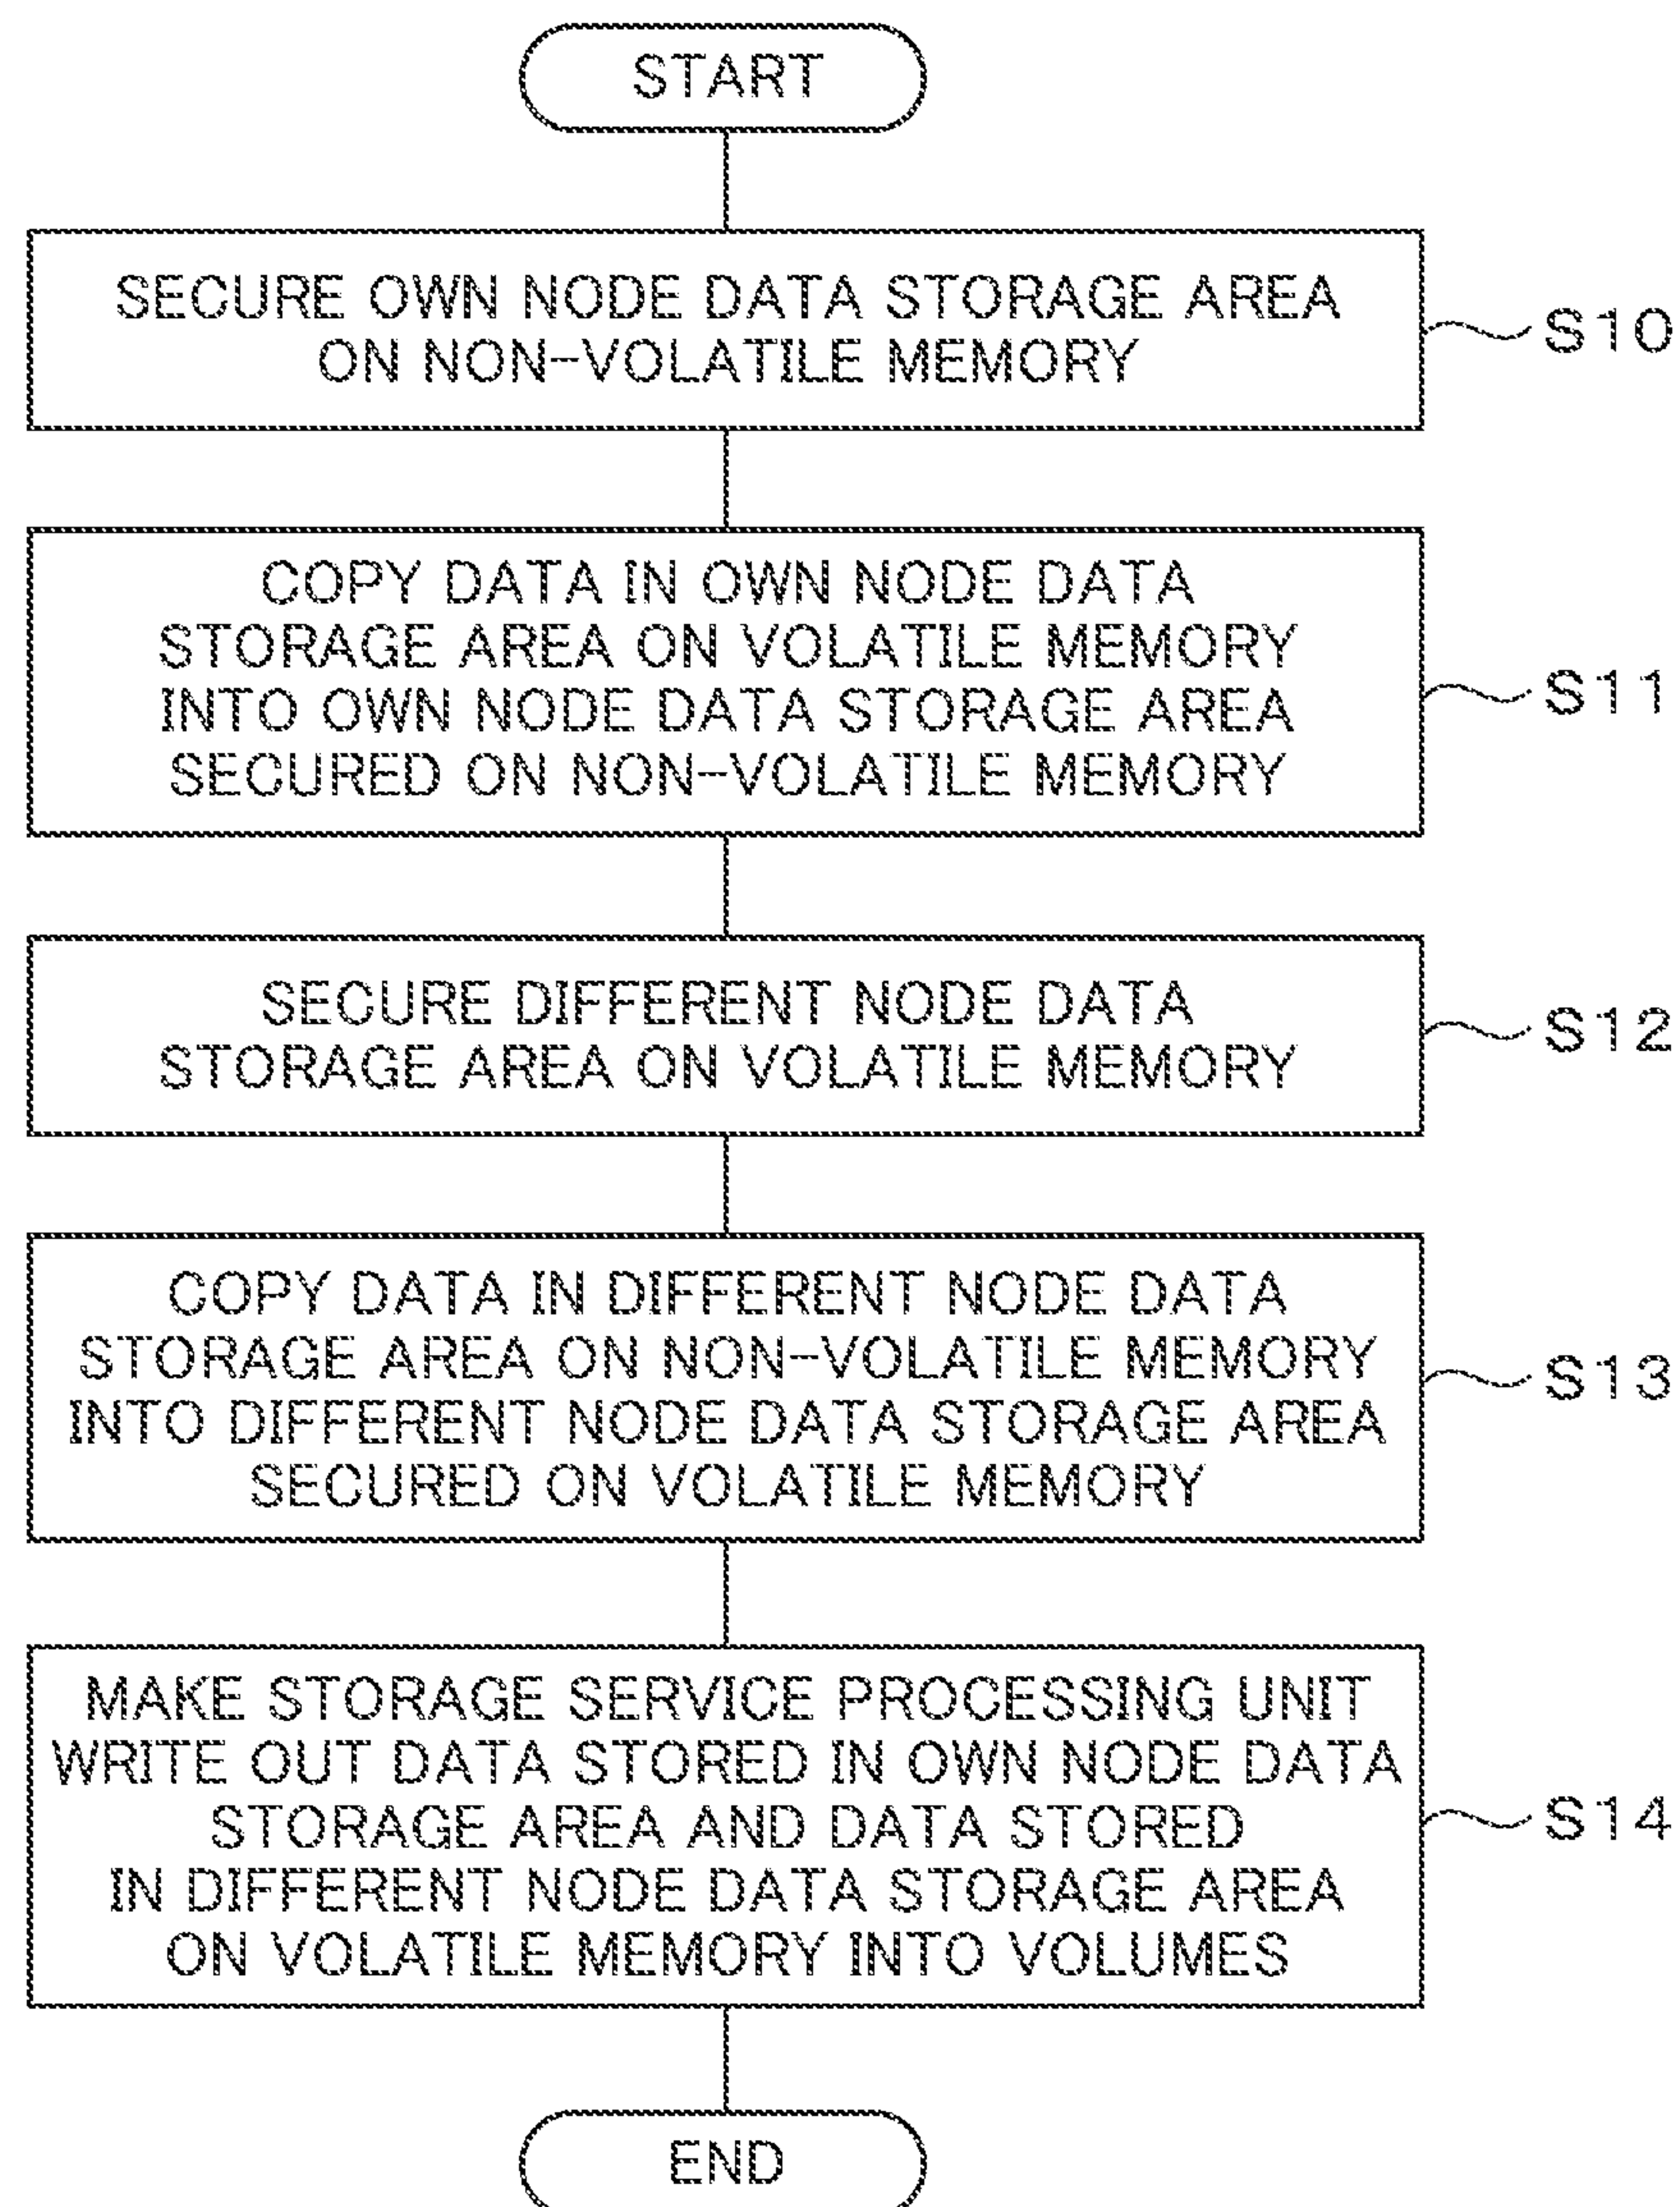 START
SECURE OWN NODE DATA STORAGE AREA
ON NON-VOLATILE MEMORY
S10
COPY DATA IN OWN NODE DATA
STORAGE AREA ON VOLATILE MEMORY
INTO OWN NODE DATA STORAGE AREA
SECURED ON NON-VOLATILE MEMORY
S11
SECURE DIFFERENT NODE DATA
STORAGE AREA ON VOLATILE MEMORY
S12
COPY DATA IN DIFFERENT NODE DATA
STORAGE AREA ON NON-VOLATILE MEMORY
INTO DIFFERENT NODE DATA STORAGE AREA
SECURED ON VOLATILE MEMORY
S13
MAKE STORAGE SERVICE PROCESSING UNIT
WRITE OUT DATA STORED IN OWN NODE DATA
STORAGE AREA AND DATA STORED
IN DIFFERENT NODE DATA STORAGE AREA
ON VOLATILE MEMORY INTO VOLUMES
S14
END